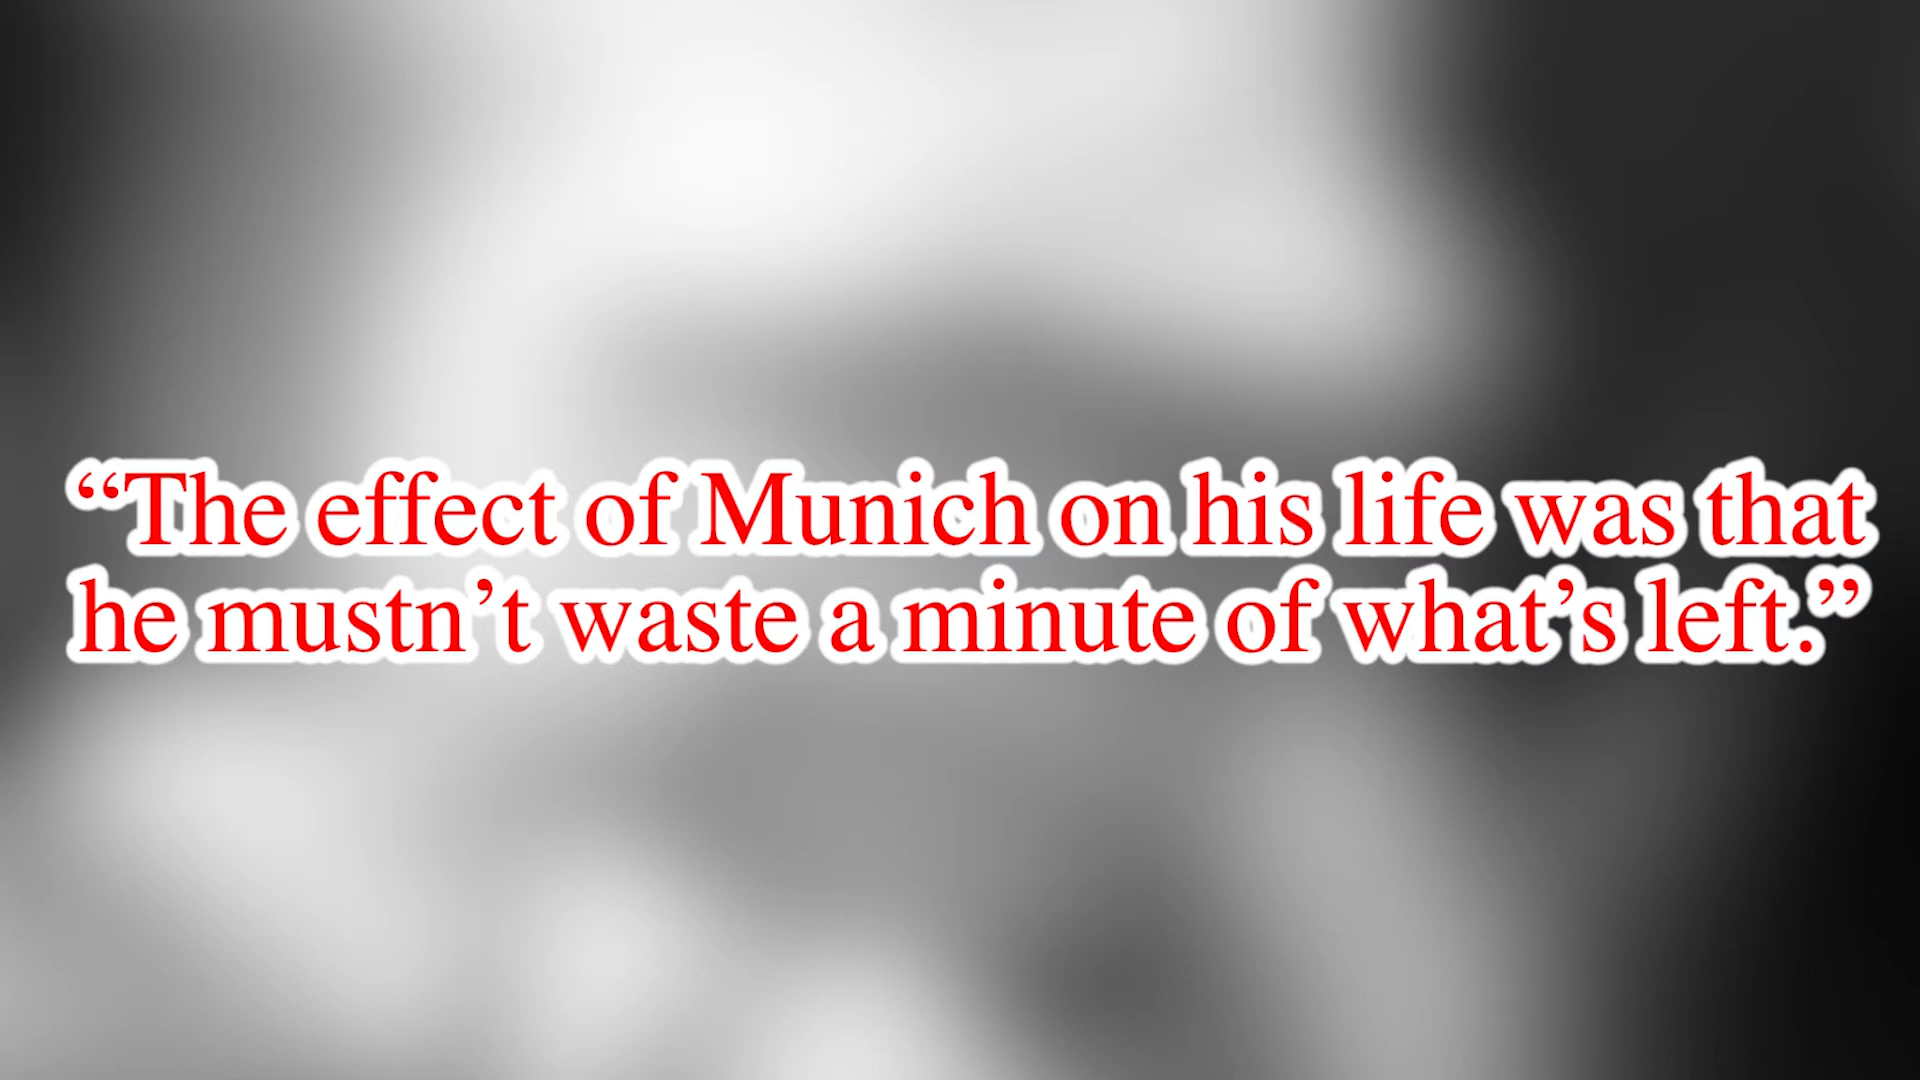 “The effect of Munich on his life was that
he mustn’t waste a minute of what’s left.”